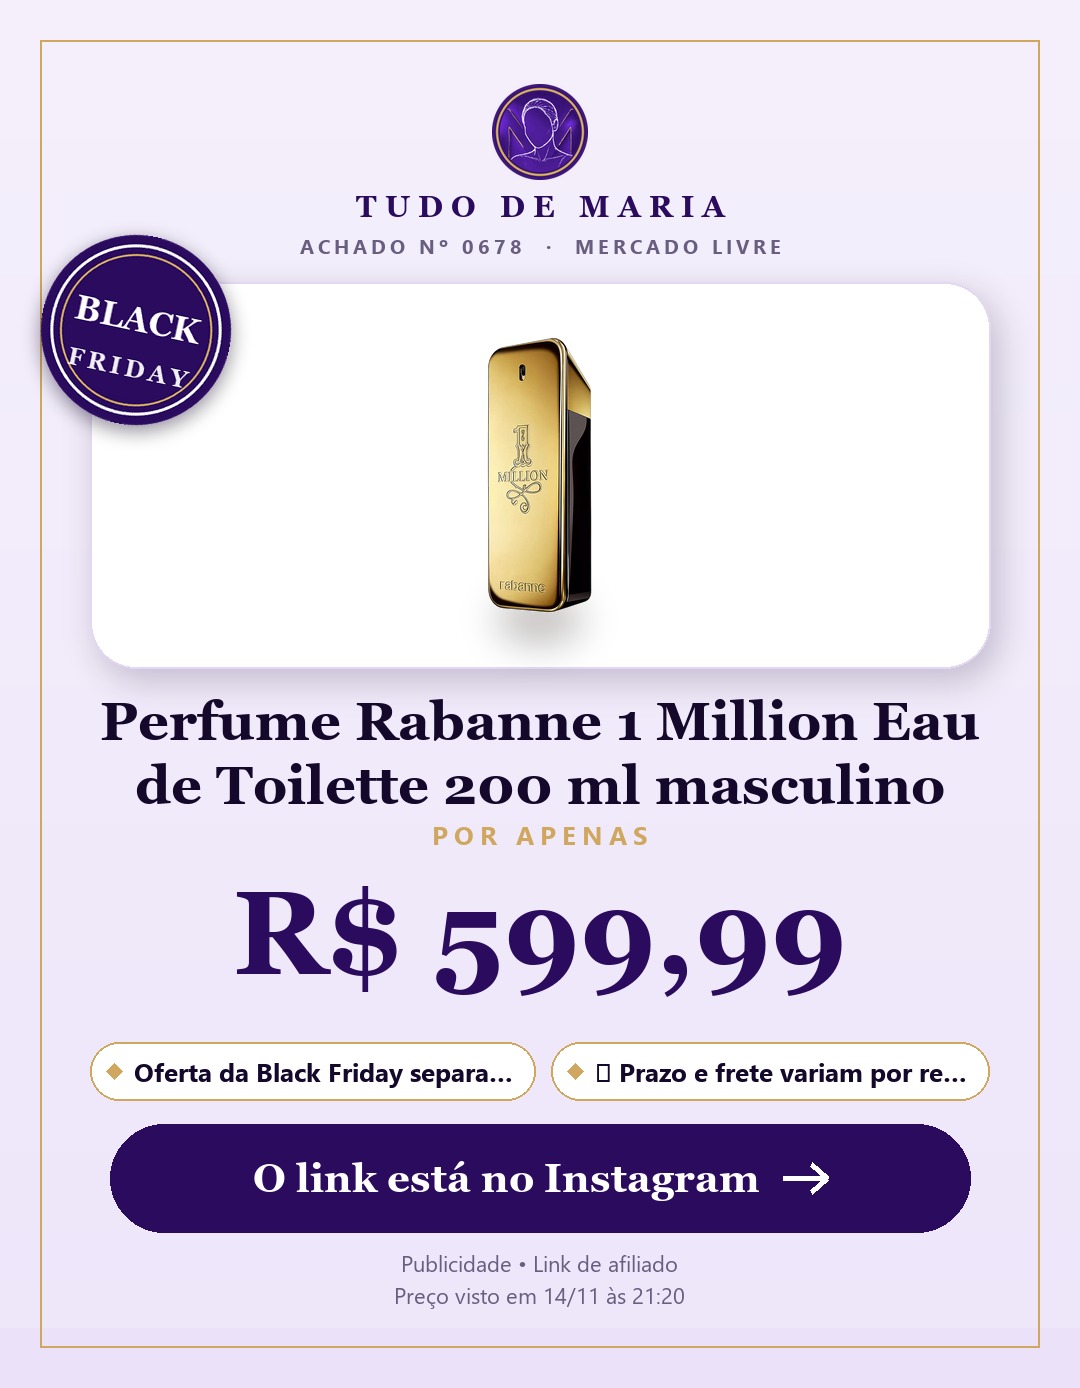 TUDO DE MARIA
ACHADO Nº 0678 · MERCADO LIVRE
BLACK
FRIDAY
1
MILLION
rabanne
Perfume Rabanne 1 Million Eau
de Toilette 200 ml masculino
POR APENAS
R$ 599,99
Oferta da Black Friday separa...
Prazo e frete variam por re...
O link está no Instagram →
Publicidade • Link de afiliado
Preço visto em 14/11 às 21:20